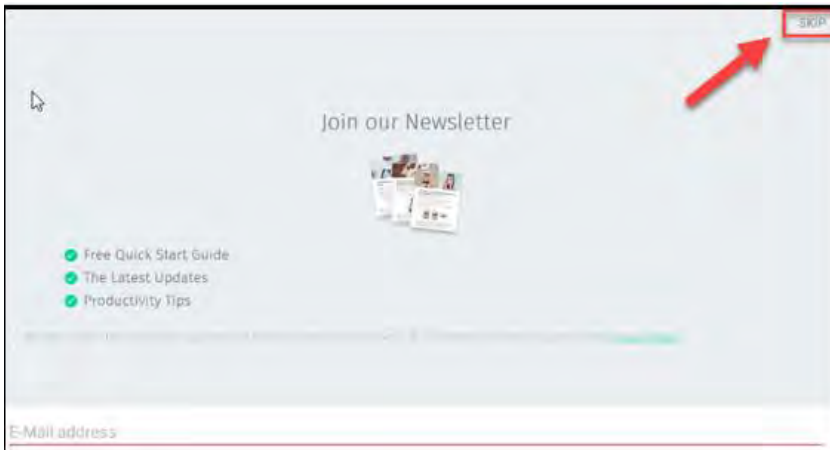 SKIP
Join our Newsletter
Free Quick Start Guide
The Latest Updates
Productivity Tips
E-Mail address